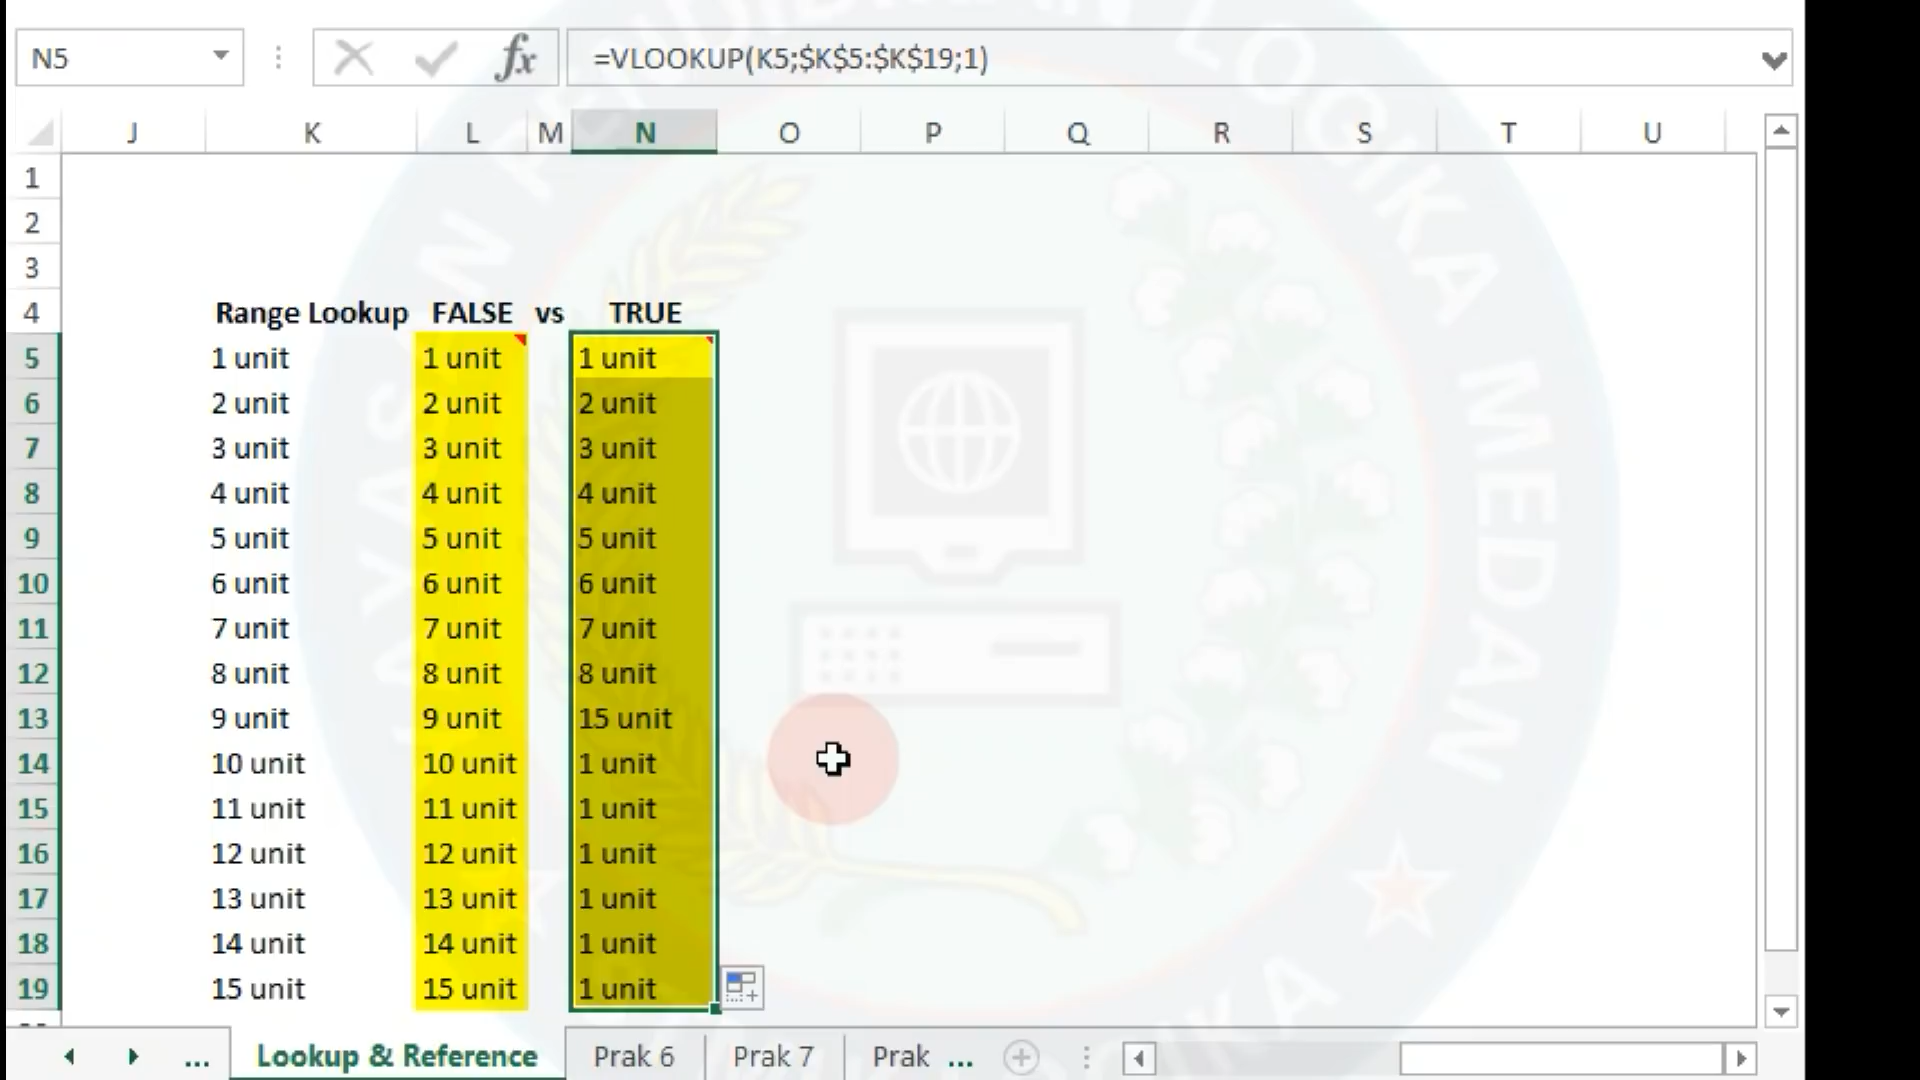 N5 fx =VLOOKUP(K5;$K$5:$K$19;1)
J K L M N O P Q R S T U
1
2
3
4 Range Lookup FALSE vs TRUE
5 1 unit 1 unit 1 unit
6 2 unit 2 unit 2 unit
7 3 unit 3 unit 3 unit
8 4 unit 4 unit 4 unit
9 5 unit 5 unit 5 unit
10 6 unit 6 unit 6 unit
11 7 unit 7 unit 7 unit
12 8 unit 8 unit 8 unit
13 9 unit 9 unit 15 unit
14 10 unit 10 unit 1 unit
15 11 unit 11 unit 1 unit
16 12 unit 12 unit 1 unit
17 13 unit 13 unit 1 unit
18 14 unit 14 unit 1 unit
19 15 unit 15 unit 1 unit
... Lookup & Reference Prak 6 Prak 7 Prak ...
LOGIKA MEDAN